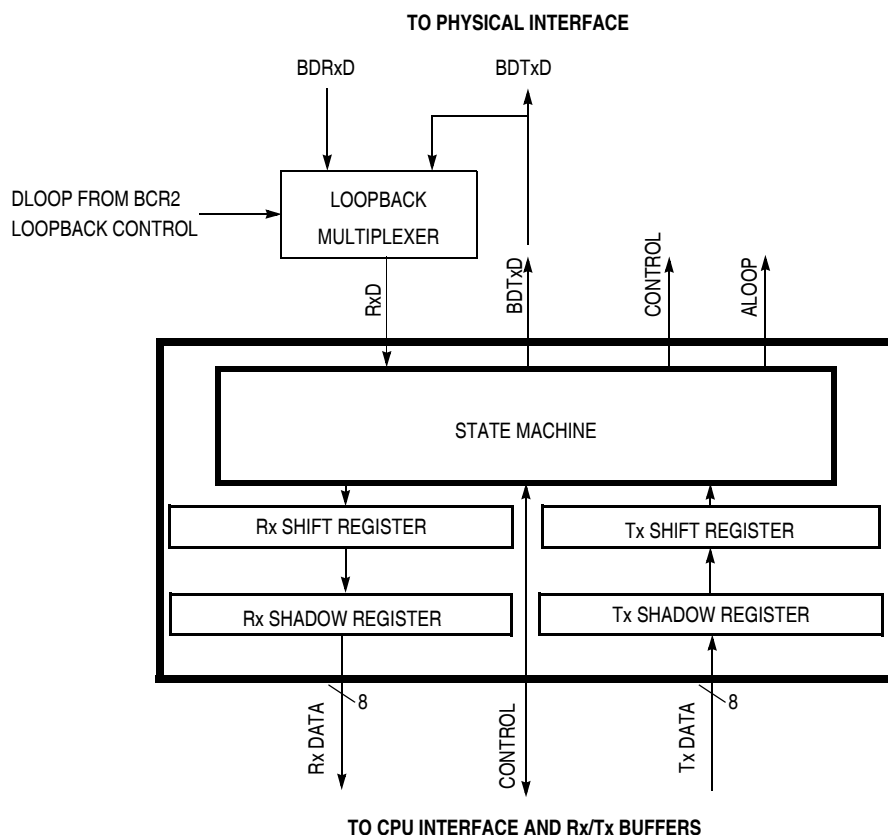 TO PHYSICAL INTERFACE
BDRxD
BDTxD
DLOOP FROM BCR2
LOOPBACK CONTROL
LOOPBACK
MULTIPLEXER
RxD
BDTxD
CONTROL
ALOOP
STATE MACHINE
Rx SHIFT REGISTER
Tx SHIFT REGISTER
Rx SHADOW REGISTER
Tx SHADOW REGISTER
8
8
Rx DATA
CONTROL
Tx DATA
TO CPU INTERFACE AND Rx/Tx BUFFERS